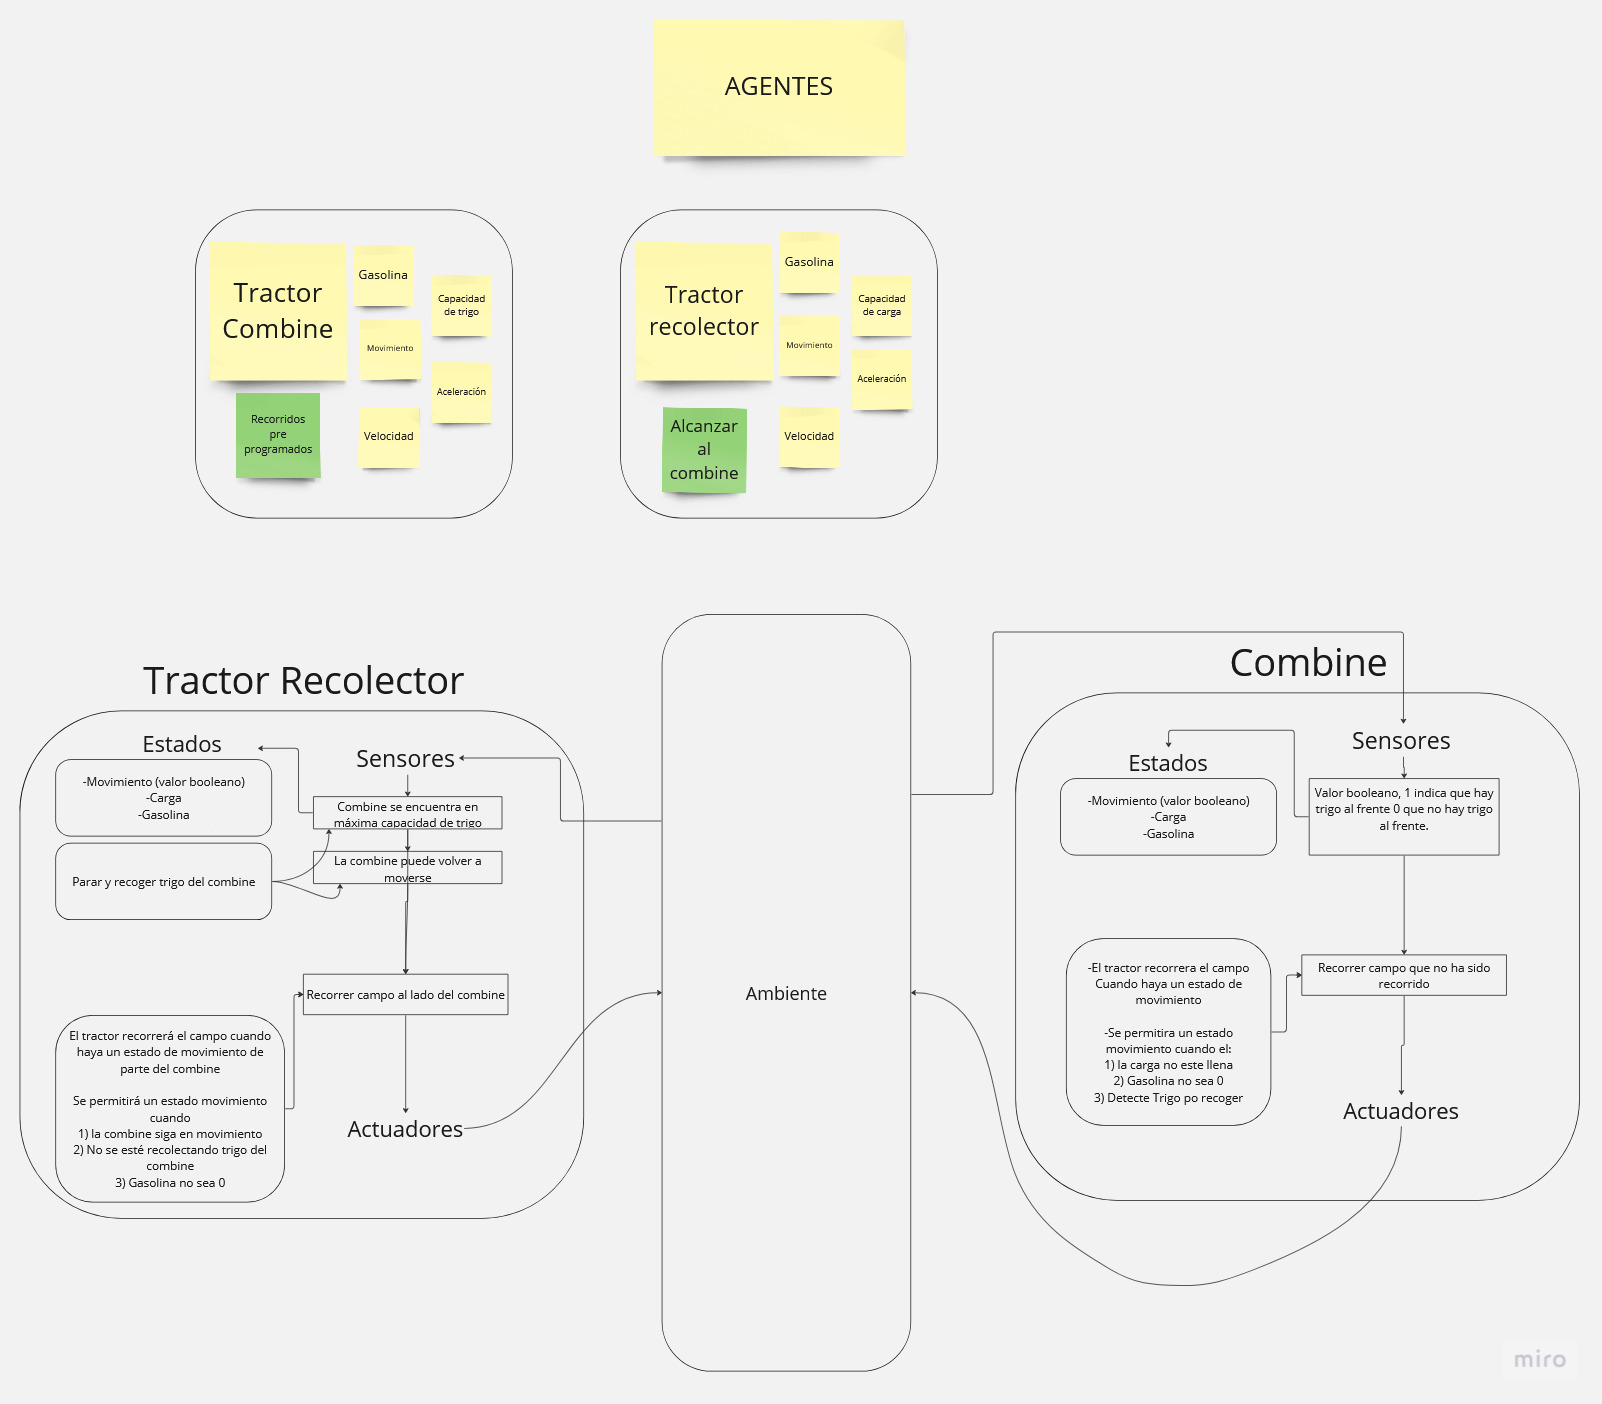 AGENTES
Tractor
Combine
Gasolina
Capacidad
de trigo
Movimiento
Aceleración
Velocidad
Recorridos
pre
programados
Tractor
recolector
Gasolina
Capacidad
de carga
Movimiento
Aceleración
Velocidad
Alcanzar
al
combine
Tractor Recolector
Estados
-Movimiento (valor booleano)
-Carga
-Gasolina
Parar y recoger trigo del combine
Sensores
Combine se encuentra en
máxima capacidad de trigo
La combine puede volver a
moverse
Recorrer campo al lado del combine
El tractor recorrerá el campo cuando
haya un estado de movimiento de
parte del combine
Se permitirá un estado movimiento
cuando
1) la combine siga en movimiento
2) No se esté recolectando trigo del
combine
3) Gasolina no sea 0
Actuadores
Ambiente
Combine
Sensores
Estados
-Movimiento (valor booleano)
-Carga
-Gasolina
Valor booleano, 1 indica que hay
trigo al frente 0 que no hay trigo
al frente.
-El tractor recorrera el campo
Cuando haya un estado de
movimiento
-Se permitira un estado
movimiento cuando el:
1) la carga no este llena
2) Gasolina no sea 0
3) Detecte Trigo po recoger
Recorrer campo que no ha sido
recorrido
Actuadores
miro